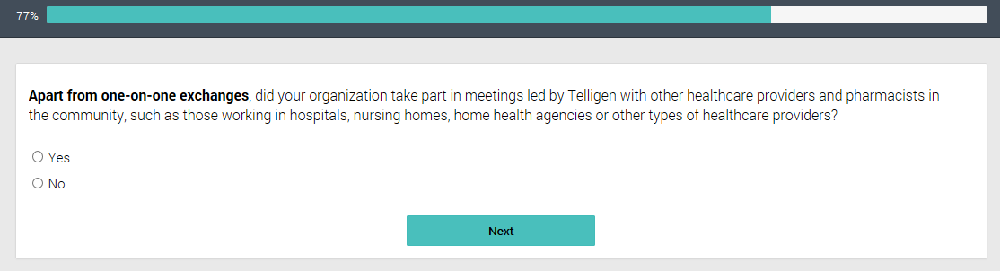 77%
Apart from one-on-one exchanges, did your organization take part in meetings led by Telligen with other healthcare providers and pharmacists in
the community, such as those working in hospitals, nursing homes, home health agencies or other types of healthcare providers?
Yes
No
Next